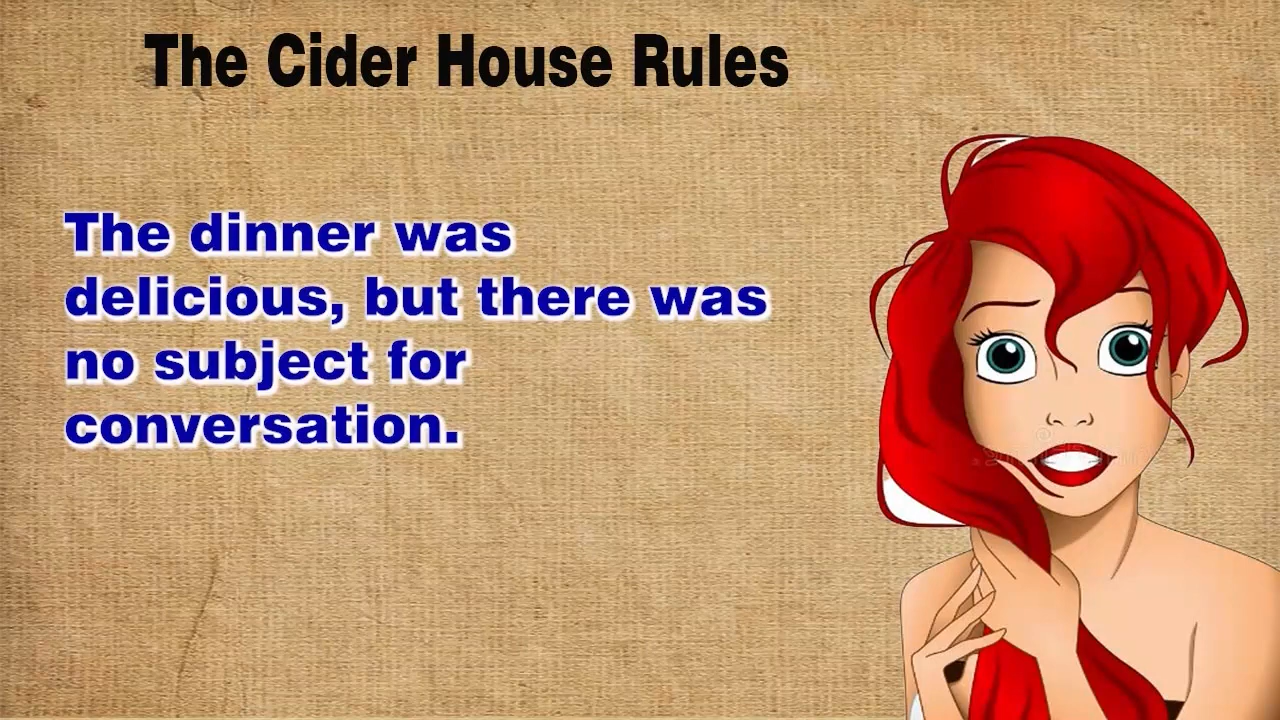 The Cider House Rules
The dinner was
delicious, but there was
no subject for
conversation.